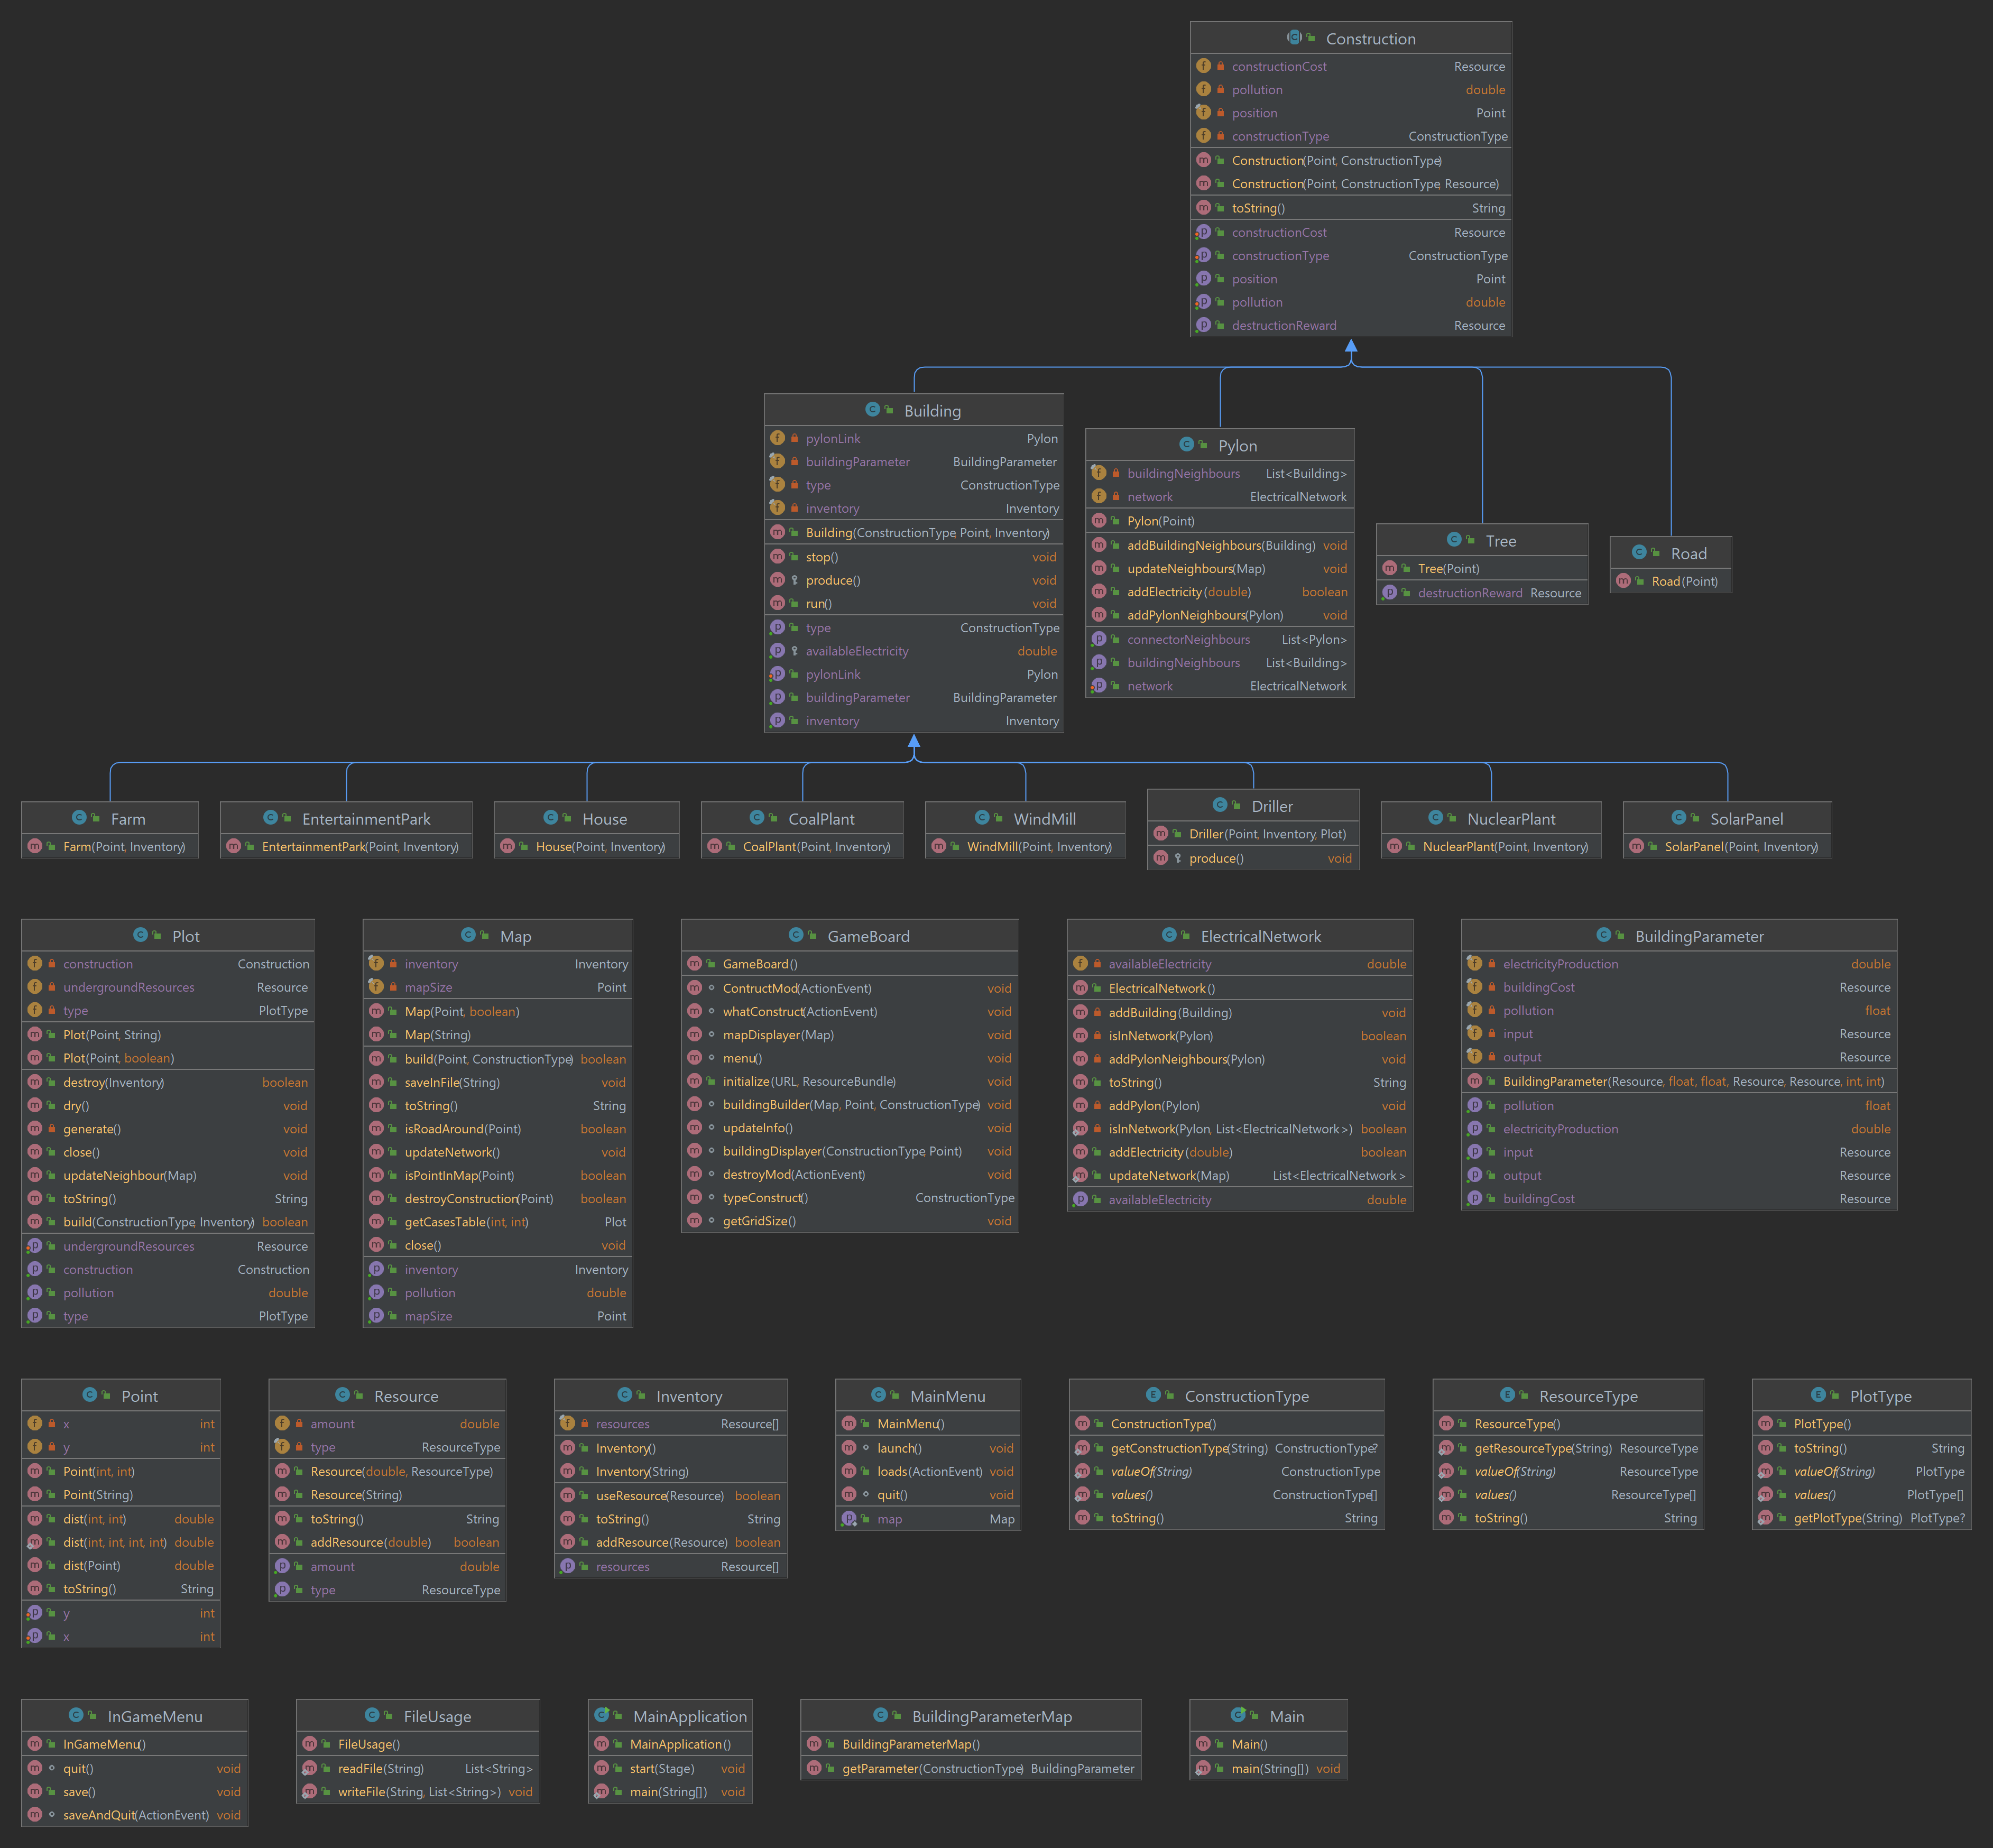 Construction
constructionCost Resource
pollution double
position Point
constructionType ConstructionType
Construction(Point, ConstructionType)
Construction(Point, ConstructionType, Resource)
toString() String
constructionCost Resource
constructionType ConstructionType
position Point
pollution double
destructionReward Resource
Building
pylonLink Pylon
buildingParameter BuildingParameter
type ConstructionType
inventory Inventory
Building(ConstructionType, Point, Inventory)
stop() void
produce() void
run() void
type ConstructionType
availableElectricity double
pylonLink Pylon
buildingParameter BuildingParameter
inventory Inventory
Pylon
buildingNeighbours List<Building>
network ElectricalNetwork
Pylon(Point)
addBuildingNeighbours(Building) void
updateNeighbours(Map) void
addElectricity(double) boolean
addPylonNeighbours(Pylon) void
connectorNeighbours List<Pylon>
buildingNeighbours List<Building>
network ElectricalNetwork
Tree
Tree(Point)
destructionReward Resource
Road
Road(Point)
Farm
Farm(Point, Inventory)
EntertainmentPark
EntertainmentPark(Point, Inventory)
House
House(Point, Inventory)
CoalPlant
CoalPlant(Point, Inventory)
WindMill
WindMill(Point, Inventory)
Driller
Driller(Point, Inventory, Plot)
produce() void
NuclearPlant
NuclearPlant(Point, Inventory)
SolarPanel
SolarPanel(Point, Inventory)
Plot
construction Construction
undergroundResources Resource
type PlotType
Plot(Point, String)
Plot(Point, boolean)
destroy(Inventory) boolean
dry() void
generate() void
close() void
updateNeighbour(Map) void
toString() String
build(ConstructionType, Inventory) boolean
undergroundResources Resource
construction Construction
pollution double
type PlotType
Map
inventory Inventory
mapSize Point
Map(Point, boolean)
Map(String)
build(Point, ConstructionType) boolean
saveInFile(String) void
toString() String
isRoadAround(Point) boolean
updateNetwork() void
isPointInMap(Point) boolean
destroyConstruction(Point) boolean
getCasesTable(int, int) Plot
close() void
inventory Inventory
pollution double
mapSize Point
GameBoard
GameBoard()
ContructMod(ActionEvent) void
whatConstruct(ActionEvent) void
mapDisplayer(Map) void
menu() void
initialize(URL, ResourceBundle) void
buildingBuilder(Map, Point, ConstructionType) void
updateInfo() void
buildingDisplayer(ConstructionType, Point) void
destroyMod(ActionEvent) void
typeConstruct() ConstructionType
getGridSize() void
ElectricalNetwork
availableElectricity double
ElectricalNetwork()
addBuilding(Building) void
isInNetwork(Pylon) boolean
addPylonNeighbours(Pylon) void
toString() String
addPylon(Pylon) void
isInNetwork(Pylon, List<ElectricalNetwork>) boolean
addElectricity(double) boolean
updateNetwork(Map) List<ElectricalNetwork>
availableElectricity double
BuildingParameter
electricityProduction double
buildingCost Resource
pollution float
input Resource
output Resource
BuildingParameter(Resource, float, float, Resource, Resource, int, int)
pollution float
electricityProduction double
input Resource
output Resource
buildingCost Resource
Point
x int
y int
Point(int, int)
Point(String)
dist(int, int) double
dist(int, int, int, int) double
dist(Point) double
toString() String
y int
x int
Resource
amount double
type ResourceType
Resource(double, ResourceType)
Resource(String)
toString() String
addResource(double) boolean
amount double
type ResourceType
Inventory
resources Resource[]
Inventory()
Inventory(String)
useResource(Resource) boolean
toString() String
addResource(Resource) boolean
resources Resource[]
MainMenu
MainMenu()
launch() void
loads(ActionEvent) void
quit() void
map Map
ConstructionType
ConstructionType()
getConstructionType(String) ConstructionType?
valueOf(String) ConstructionType
values() ConstructionType[]
toString() String
ResourceType
ResourceType()
getResourceType(String) ResourceType
valueOf(String) ResourceType
values() ResourceType[]
toString() String
PlotType
PlotType()
toString() String
valueOf(String) PlotType
values() PlotType[]
getPlotType(String) PlotType?
InGameMenu
InGameMenu()
quit() void
save() void
saveAndQuit(ActionEvent) void
FileUsage
FileUsage()
readFile(String) List<String>
writeFile(String, List<String>) void
MainApplication
MainApplication()
start(Stage) void
main(String[]) void
BuildingParameterMap
BuildingParameterMap()
getParameter(ConstructionType) BuildingParameter
Main
Main()
main(String[]) void